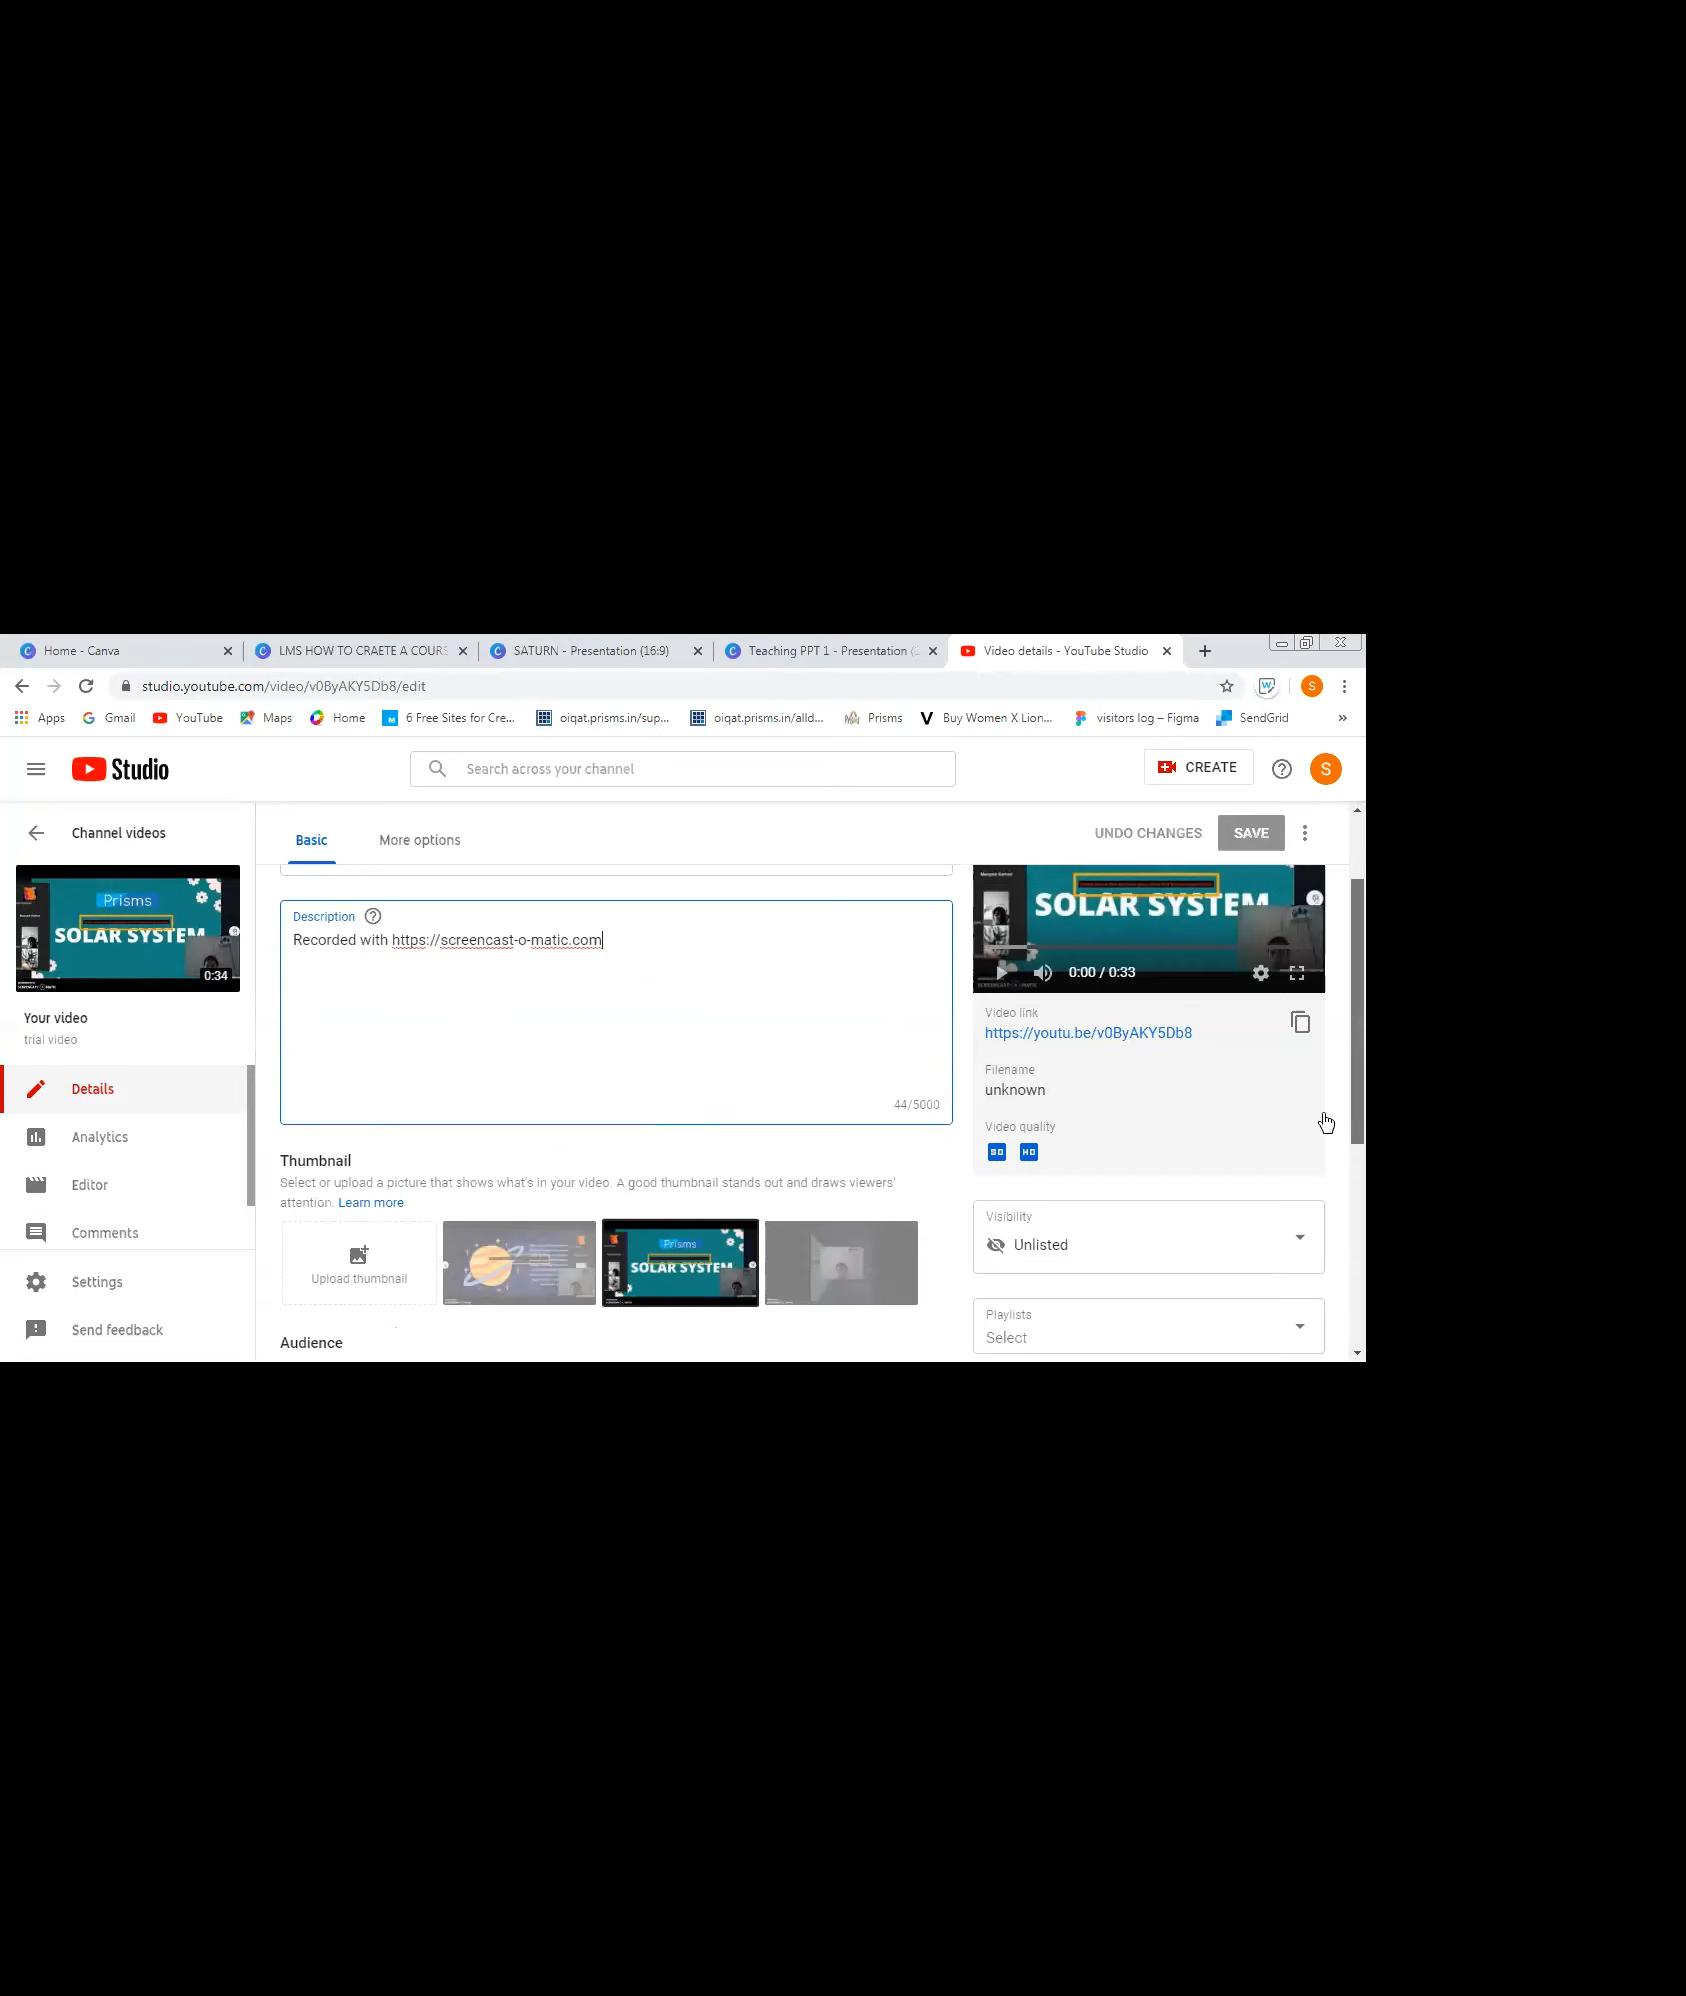 Home - Canva
LMS HOW TO CRAETE A COURS
SATURN - Presentation (16:9)
Teaching PPT 1 - Presentation (
Video details - YouTube Studio
studio.youtube.com/video/v0ByAKY5Db8/edit
Apps
Gmail
YouTube
Maps
Home
6 Free Sites for Cre...
oiqat.prisms.in/sup...
oiqat.prisms.in/alld...
Prisms
Buy Women X Lion...
visitors log – Figma
SendGrid
»
Studio
Search across your channel
CREATE
S
Channel videos
Basic
More options
UNDO CHANGES
SAVE
Prisms
SOLAR SYSTEM
0:34
Your video
trial video
Details
Analytics
Editor
Comments
Settings
Send feedback
Description
Recorded with https://screencast-o-matic.com
44/5000
Thumbnail
Select or upload a picture that shows what's in your video. A good thumbnail stands out and draws viewers'
attention. Learn more
Upload thumbnail
Prisms
SOLAR SYSTEM
Audience
SOLAR SYSTEM
0:00 / 0:33
Video link
https://youtu.be/v0ByAKY5Db8
Filename
unknown
Video quality
SD HD
Visibility
Unlisted
Playlists
Select